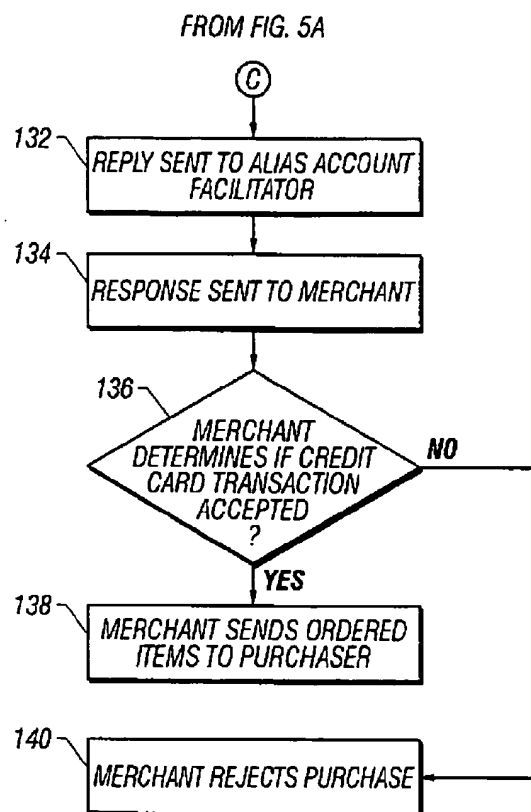 FROM FIG. 5A
C
132
REPLY SENT TO ALIAS ACCOUNT
FACILITATOR
134
RESPONSE SENT TO MERCHANT
136
MERCHANT
DETERMINES IF CREDIT
CARD TRANSACTION
ACCEPTED
?
NO
YES
138
MERCHANT SENDS ORDERED
ITEMS TO PURCHASER
140
MERCHANT REJECTS PURCHASE